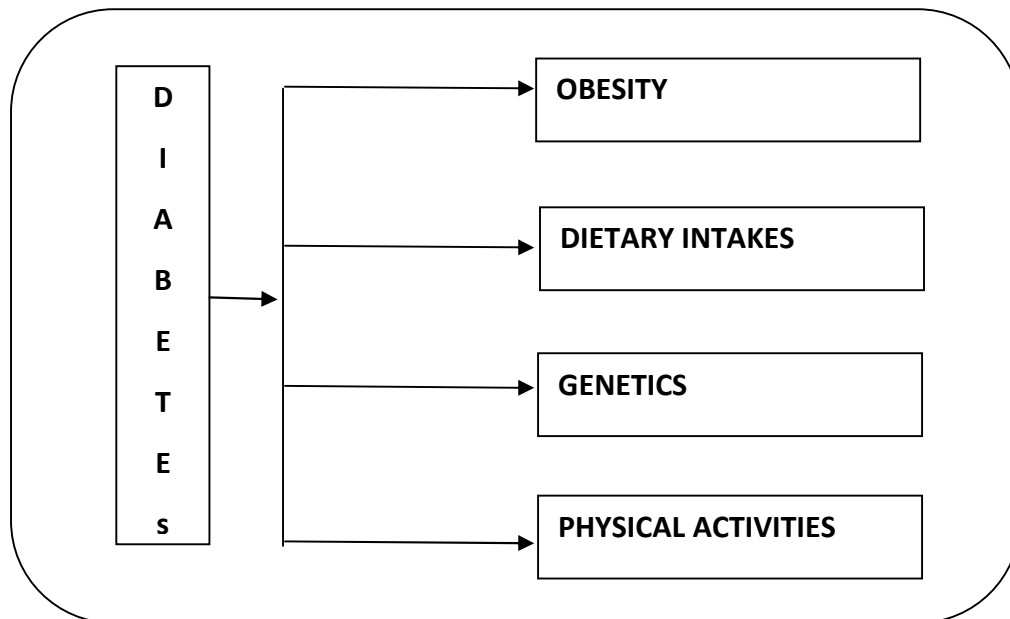 D
I
A
B
E
T
E
s
OBESITY
DIETARY INTAKES
GENETICS
PHYSICAL ACTIVITIES